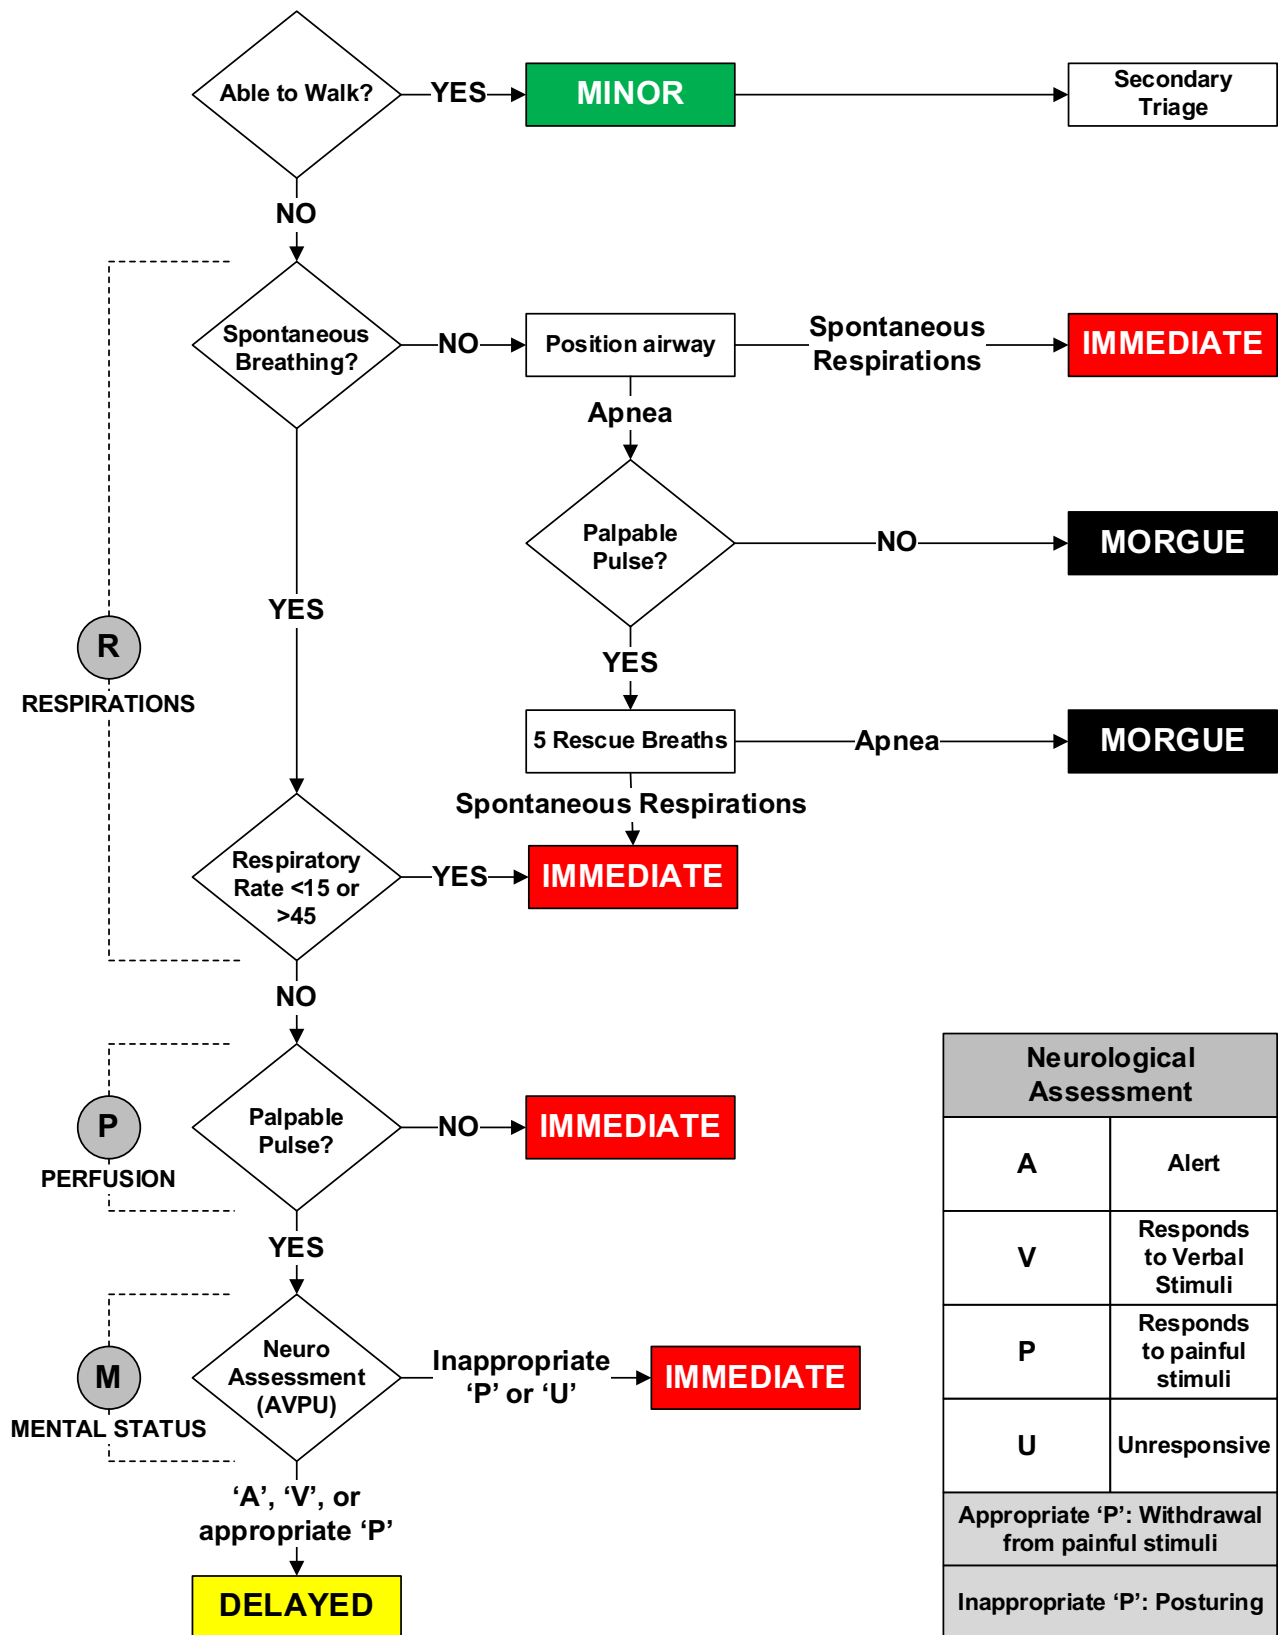 Able to Walk?
YES
MINOR
Secondary
Triage
NO
Spontaneous
Breathing?
NO
Position airway
Spontaneous
Respirations
IMMEDIATE
Apnea
Palpable
Pulse?
NO
MORGUE
YES
YES
R
RESPIRATIONS
5 Rescue Breaths
Apnea
MORGUE
Spontaneous Respirations
Respiratory
Rate <15 or
>45
YES
IMMEDIATE
NO
P
PERFUSION
Palpable
Pulse?
NO
IMMEDIATE
YES
M
MENTAL STATUS
Neuro
Assessment
(AVPU)
Inappropriate
‘P’ or ‘U’
IMMEDIATE
‘A’, ‘V’, or
appropriate ‘P’
DELAYED
Neurological
Assessment
A
Alert
V
Responds
to Verbal
Stimuli
P
Responds
to painful
stimuli
U
Unresponsive
Appropriate ‘P’: Withdrawal
from painful stimuli
Inappropriate ‘P’: Posturing